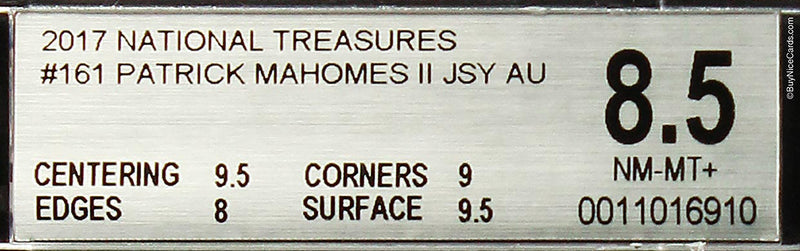 2017 NATIONAL TREASURES
#161 PATRICK MAHOMES II JSY AU
8.5
NM-MT+
CENTERING 9.5 CORNERS 9
EDGES 8 SURFACE 9.5
0011016910
©BuyNiceCards.com